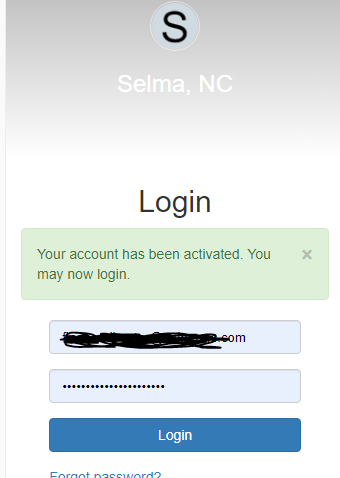 S
Selma, NC
Login
Your account has been activated. You
may now login.
×
.com
Login
Forgot password?